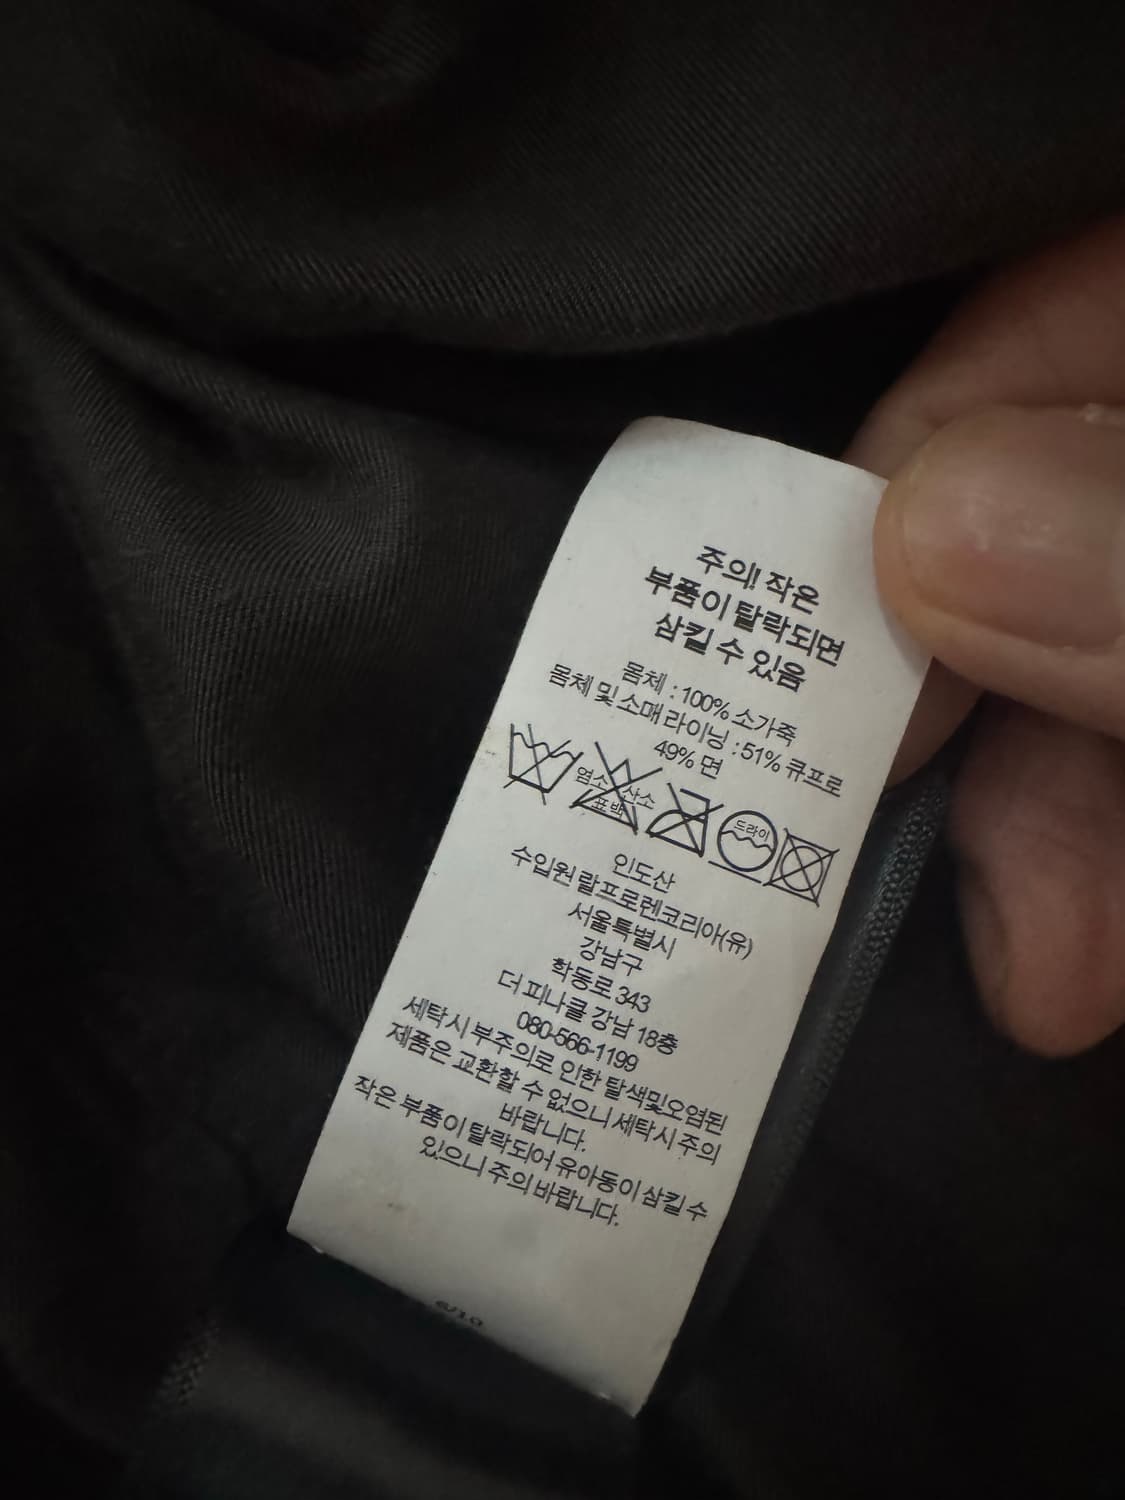 주의! 작은
부품이 탈락되면
삼킬 수 있음
몸체 : 100% 소가죽
몸체 및 소매 라이닝 : 51% 큐프로
49% 면
염소 산소
표백
드라이
인도산
수입원 랄프로렌코리아(유)
서울특별시
강남구
학동로 343
더 피나클 강남 18층
080-566-1199
세탁시 부주의로 인한 탈색및오염된
제품은 교환할 수 없으니 세탁시 주의
바랍니다.
작은 부품이 탈락되어 유아동이 삼킬 수
있으니 주의 바랍니다.
6/10